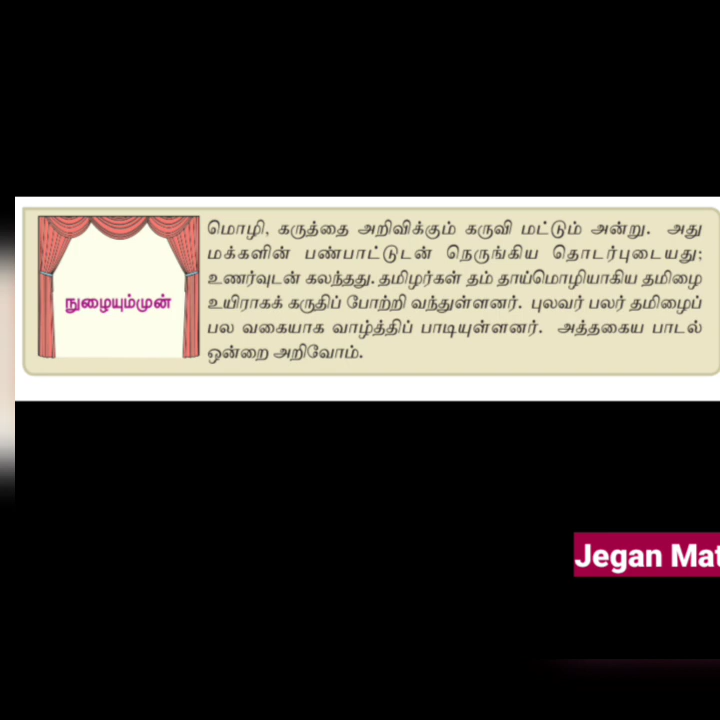 நுழையும்முன்
மொழி, கருத்தை அறிவிக்கும் கருவி மட்டும் அன்று. அது
மக்களின் பண்பாட்டுடன் நெருங்கிய தொடர்புடையது;
உணர்வுடன் கலந்தது. தமிழர்கள் தம் தாய்மொழியாகிய தமிழை
உயிராகக் கருதிப் போற்றி வந்துள்ளனர். புலவர் பலர் தமிழைப்
பல வகையாக வாழ்த்திப் பாடியுள்ளனர். அத்தகைய பாடல்
ஒன்றை அறிவோம்.
Jegan Mat